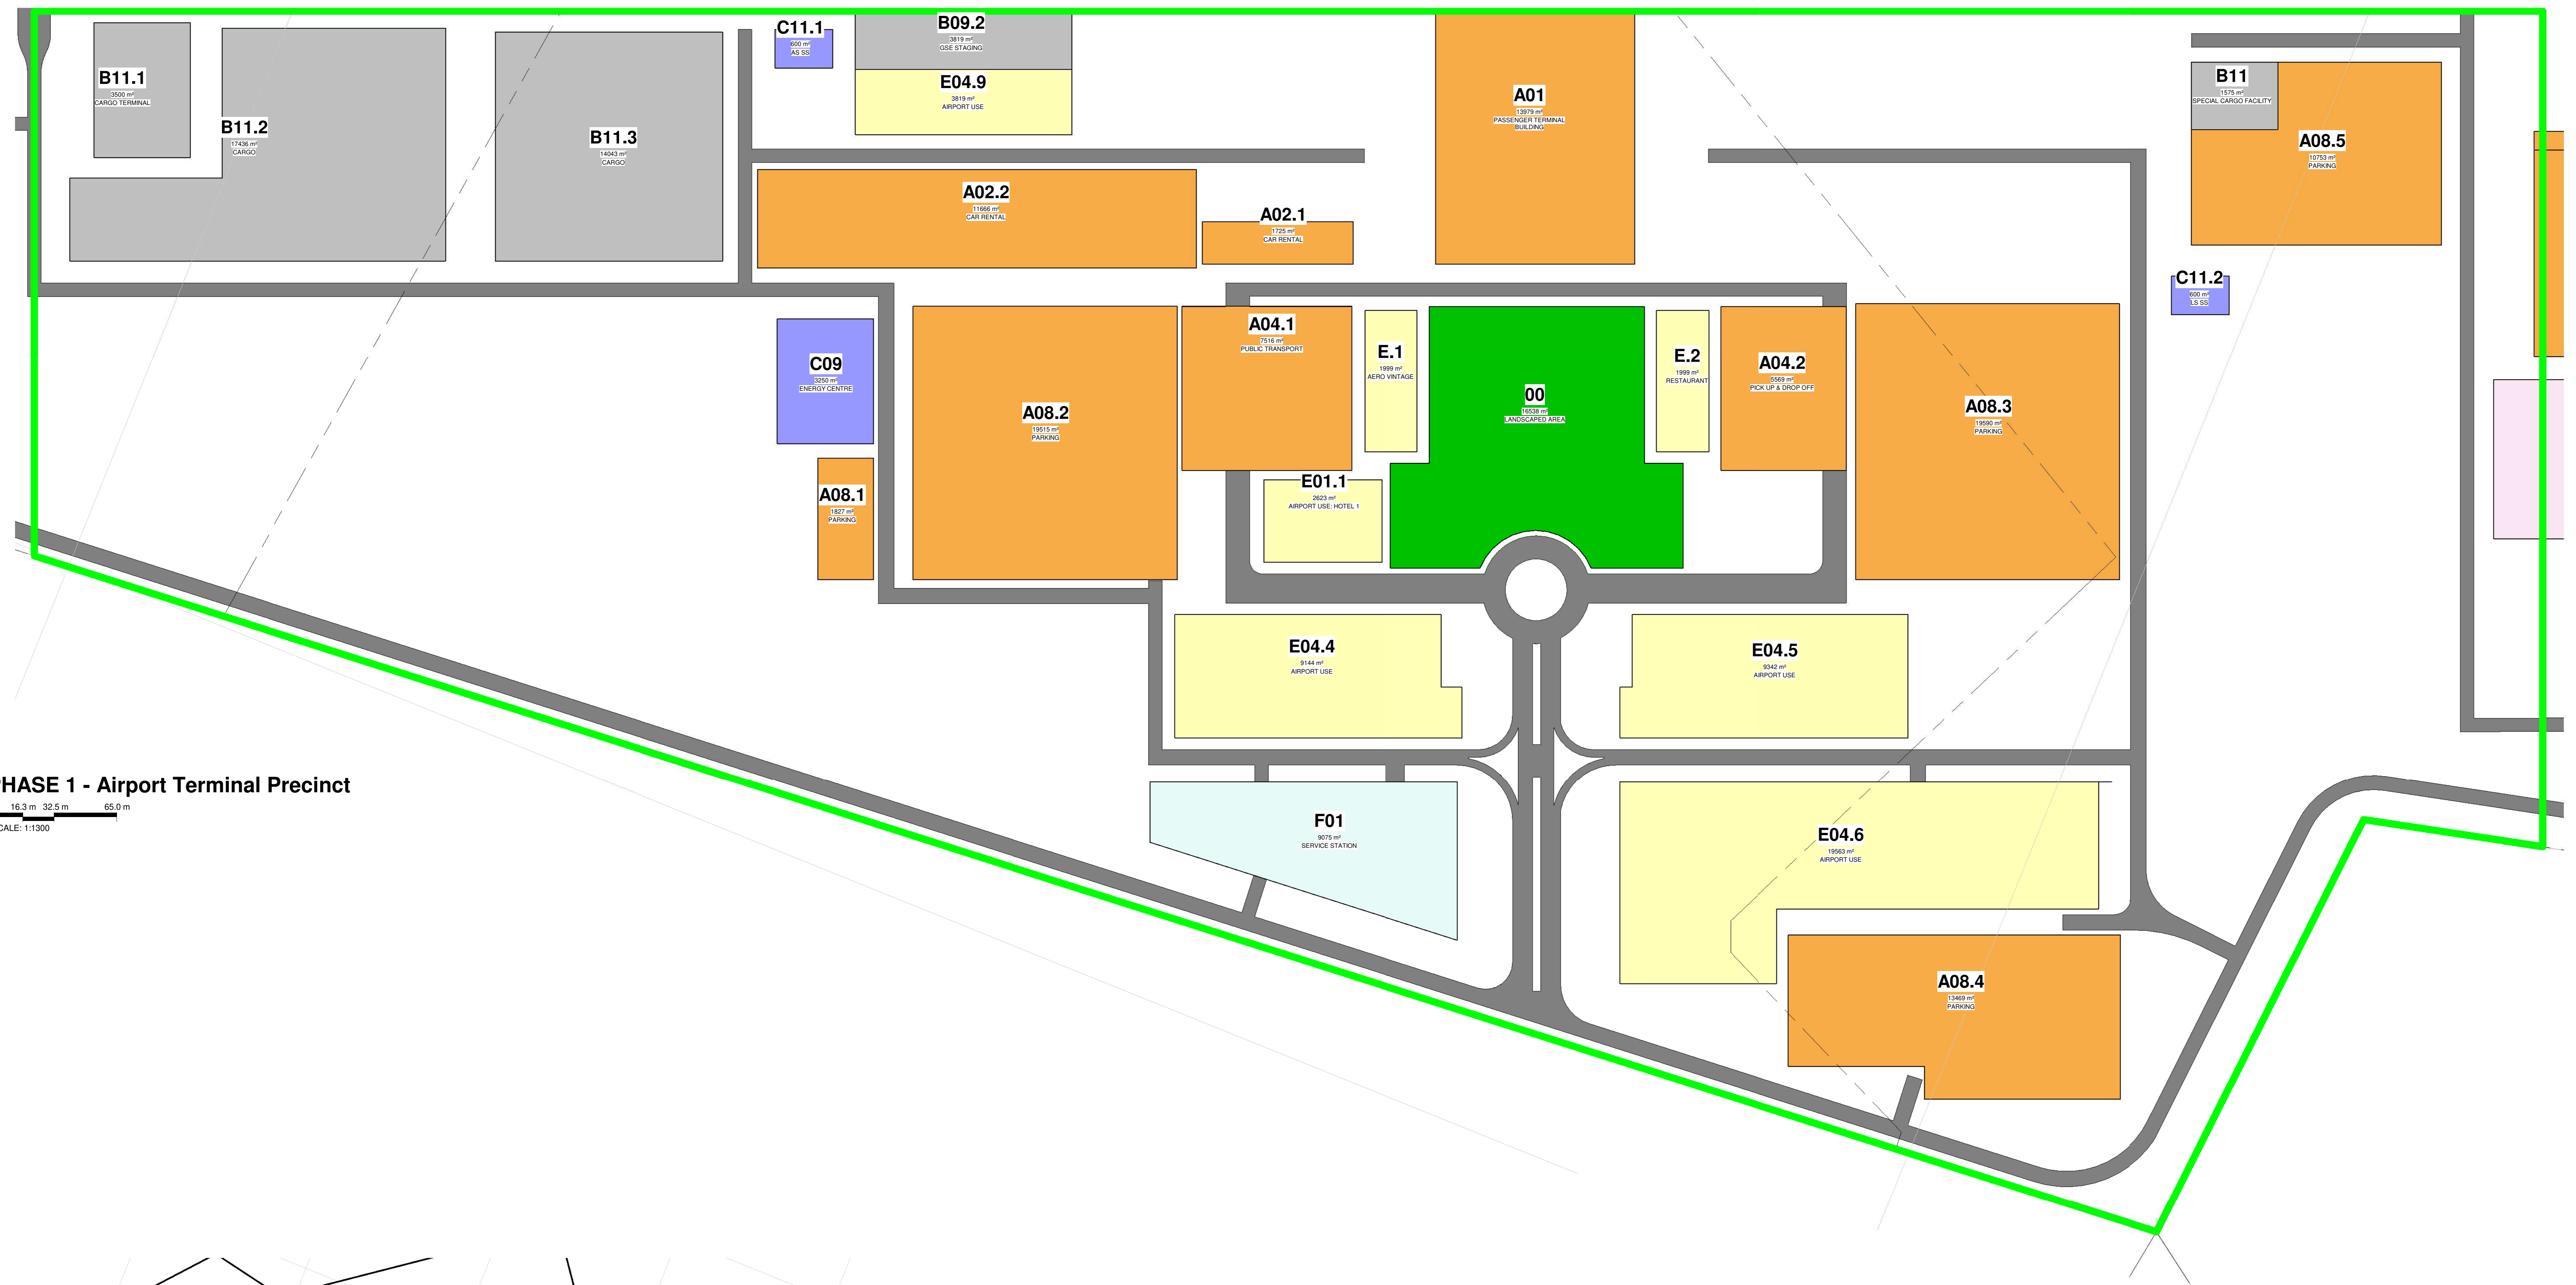 C11.1
600 m²
AS SS
B09.2
3819 m²
GSE STAGING
B11.1
3500 m²
CARGO TERMINAL
B11.2
17436 m²
CARGO
B11.3
14043 m²
CARGO
E04.9
3819 m²
AIRPORT USE
A01
13979 m²
PASSENGER TERMINAL
BUILDING
B11
1575 m²
SPECIAL CARGO FACILITY
A08.5
10753 m²
PARKING
A02.2
11666 m²
CAR RENTAL
A02.1
1725 m²
CAR RENTAL
C11.2
600 m²
LS SS
C09
3250 m²
ENERGY CENTRE
A08.2
19515 m²
PARKING
A04.1
7516 m²
PUBLIC TRANSPORT
E.1
1999 m²
AERO VINTAGE
00
16538 m²
LANDSCAPED AREA
E.2
1999 m²
RESTAURANT
A04.2
5569 m²
PICK UP & DROP OFF
A08.3
19590 m²
PARKING
A08.1
1827 m²
PARKING
E01.1
2623 m²
AIRPORT USE: HOTEL 1
E04.4
9144 m²
AIRPORT USE
E04.5
9342 m²
AIRPORT USE
HASE 1 - Airport Terminal Precinct
16.3 m 32.5 m 65.0 m
CALE: 1:1300
F01
9075 m²
SERVICE STATION
E04.6
19563 m²
AIRPORT USE
A08.4
13469 m²
PARKING